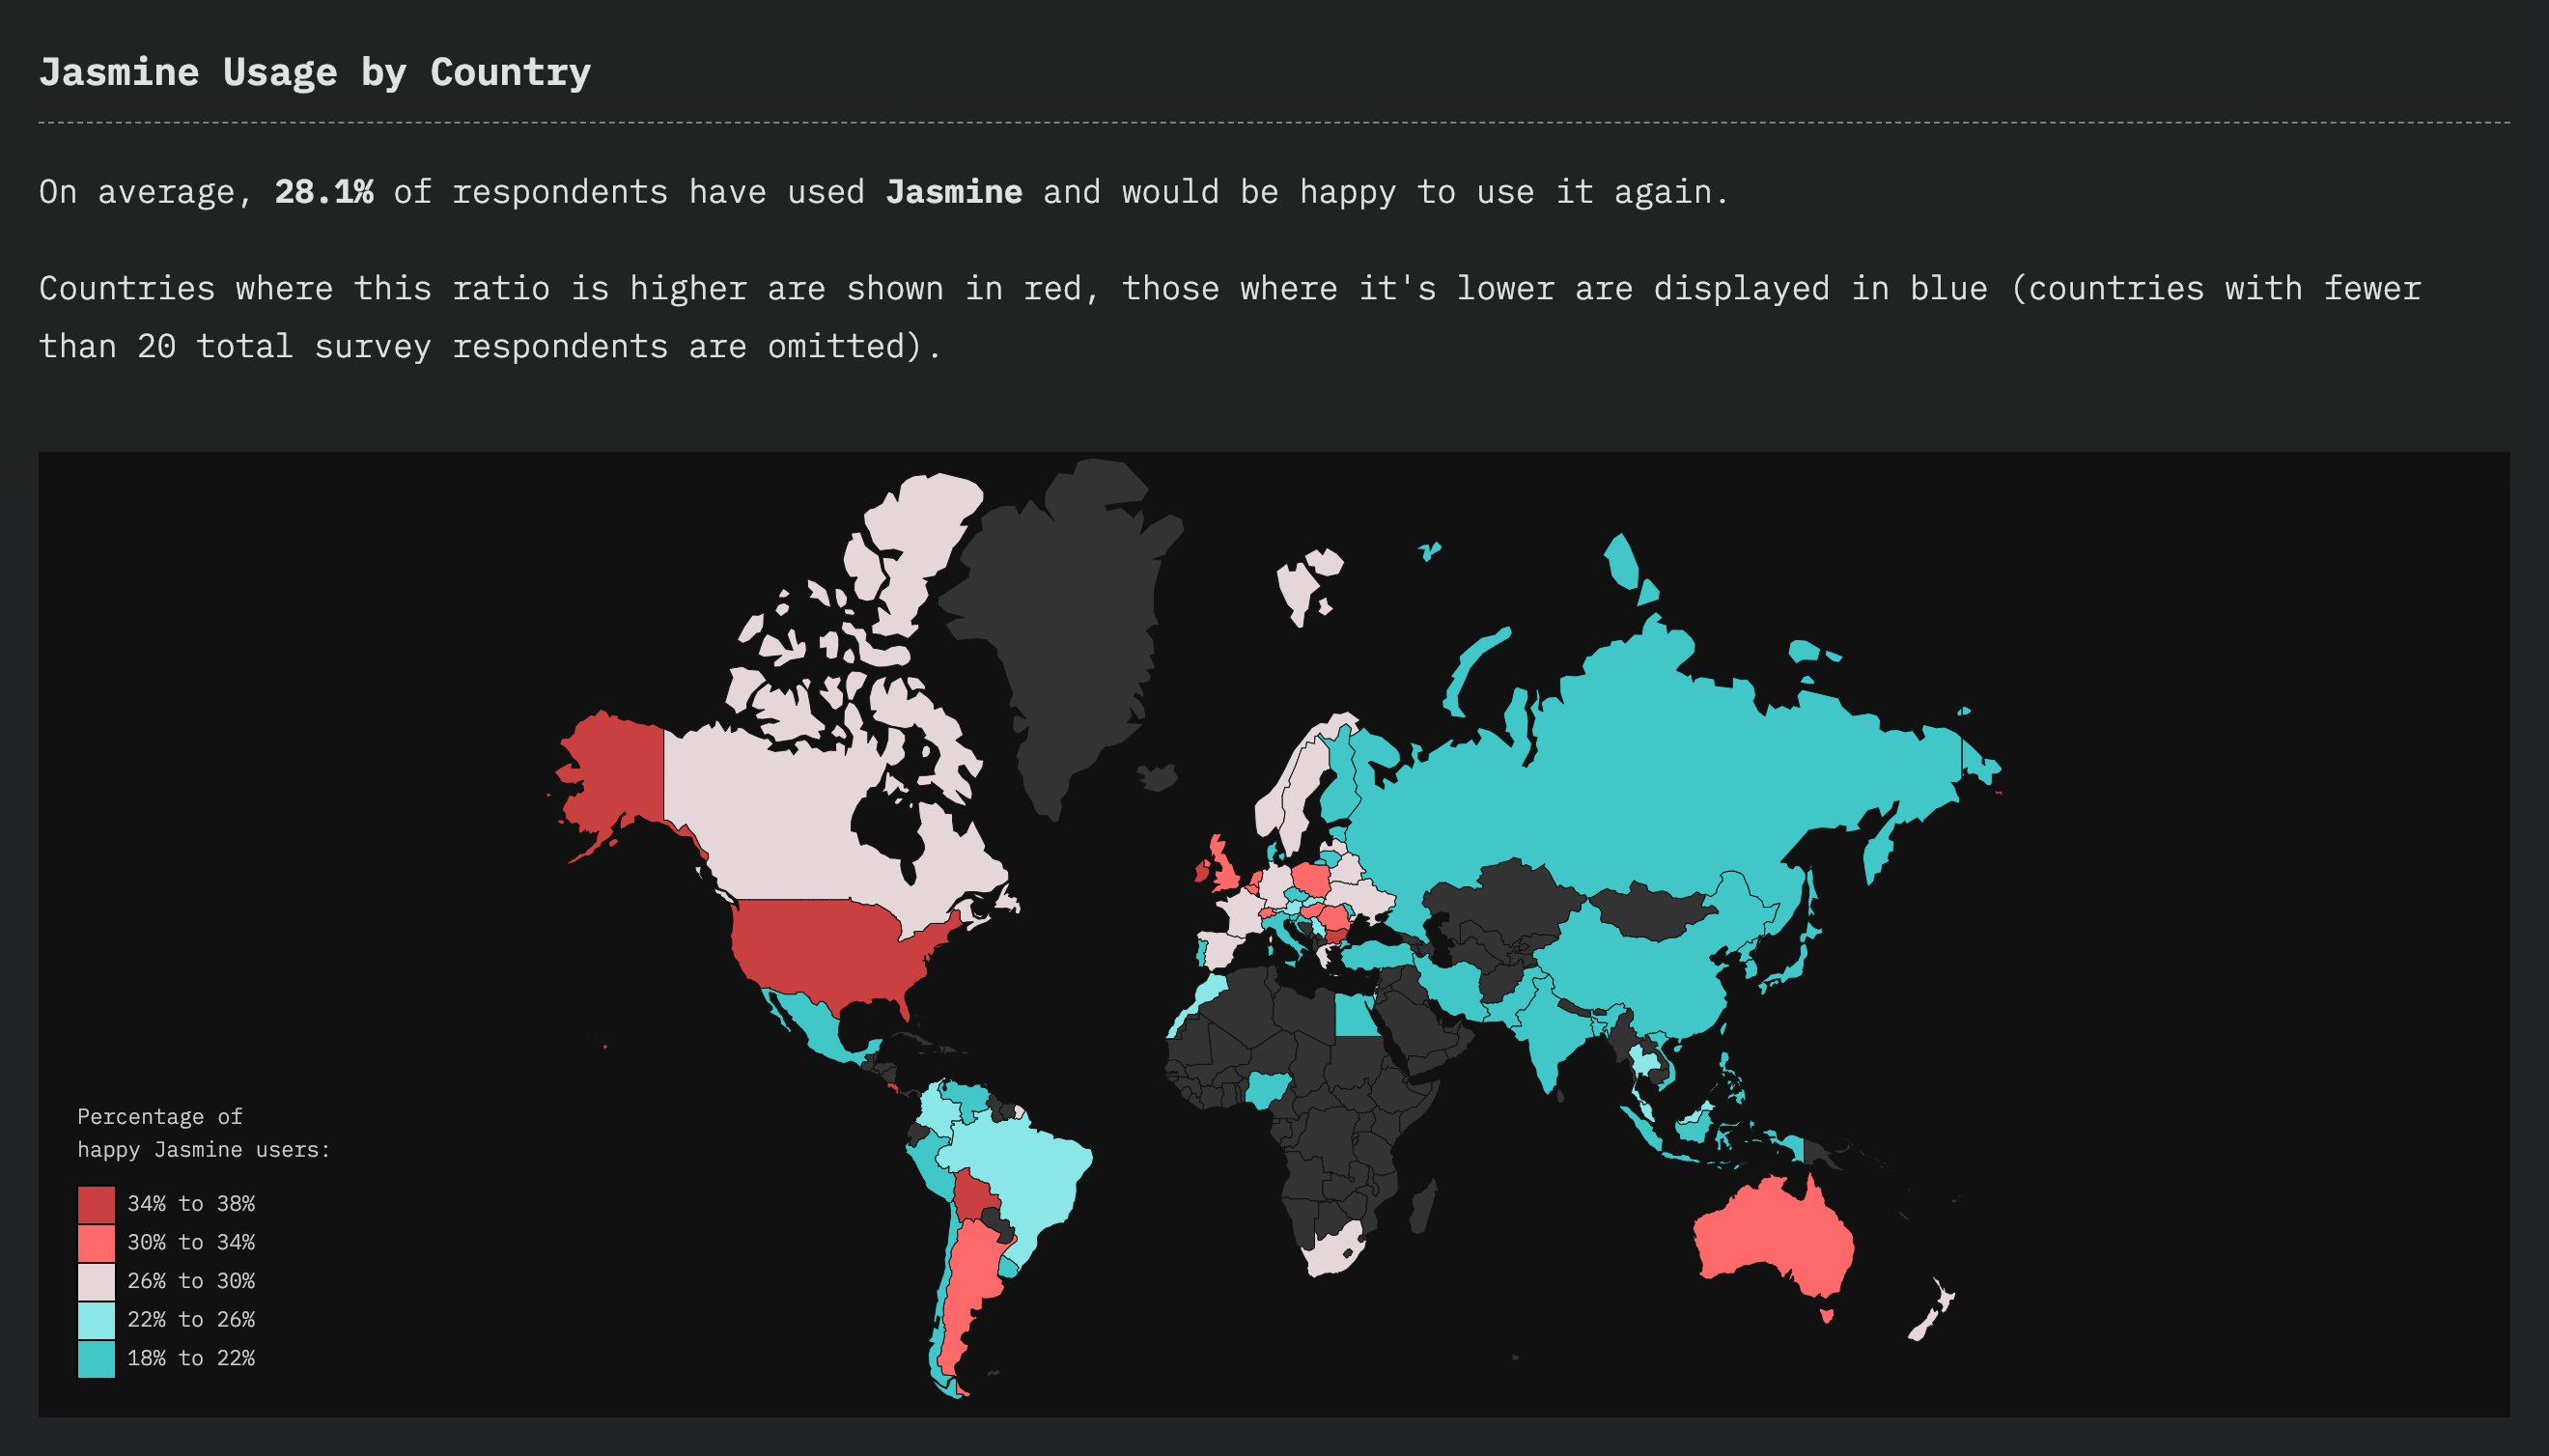 Jasmine Usage by Country
On average, 28.1% of respondents have used Jasmine and would be happy to use it again.
Countries where this ratio is higher are shown in red, those where it's lower are displayed in blue (countries with fewer
than 20 total survey respondents are omitted).
Percentage of
happy Jasmine users:
34% to 38%
30% to 34%
26% to 30%
22% to 26%
18% to 22%